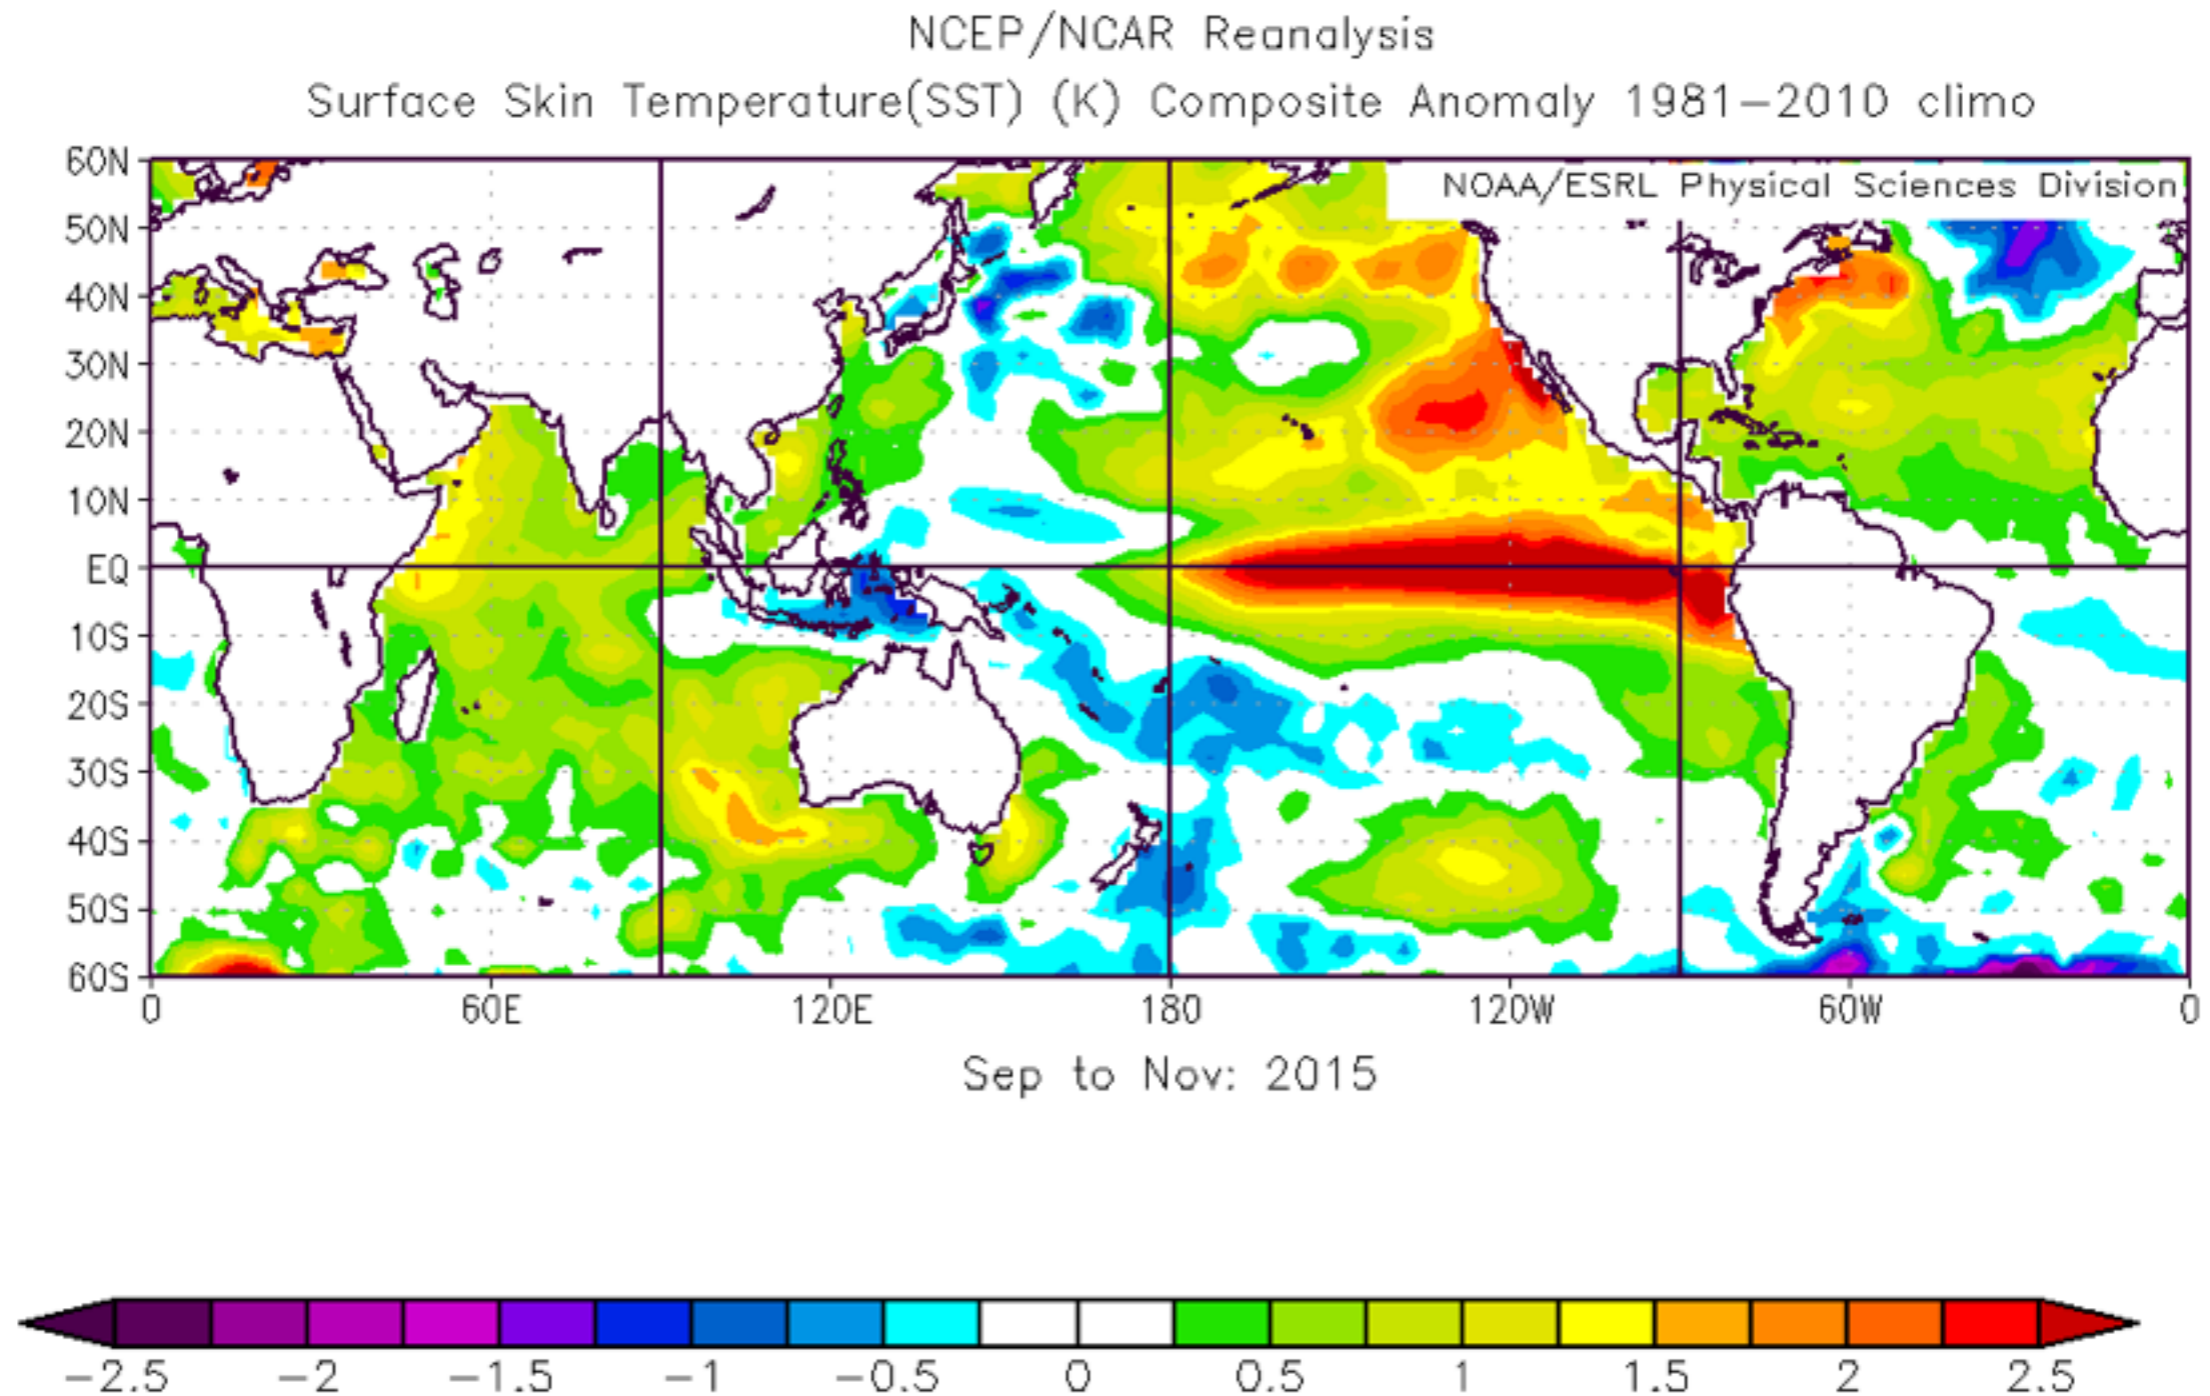 NCEP/NCAR Reanalysis
Surface Skin Temperature(SST) (K) Composite Anomaly 1981-2010 climo
NOAA/ESRL Physical Sciences Division
60N
50N
40N
30N
20N
10N
EQ
10S
20S
30S
40S
50S
60S
0 60E 120E 180 120W 60W 0
Sep to Nov: 2015
-2.5 -2 -1.5 -1 -0.5 0 0.5 1 1.5 2 2.5